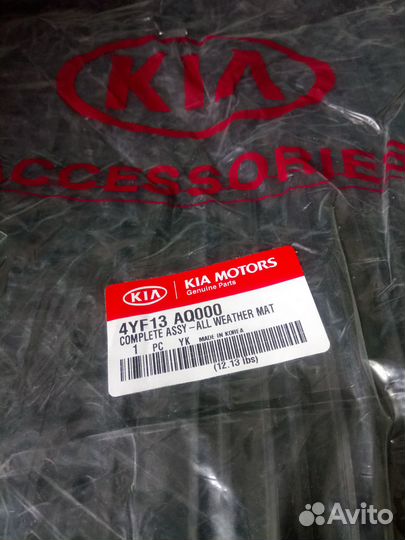 KIA
ACCESSORIES
KIA KIA MOTORS
Genuine Parts
4YF13 AQ000
COMPLETE ASSY-ALL WEATHER MAT
1 PC YK MADE IN KOREA
(12.13 lbs)
Avito